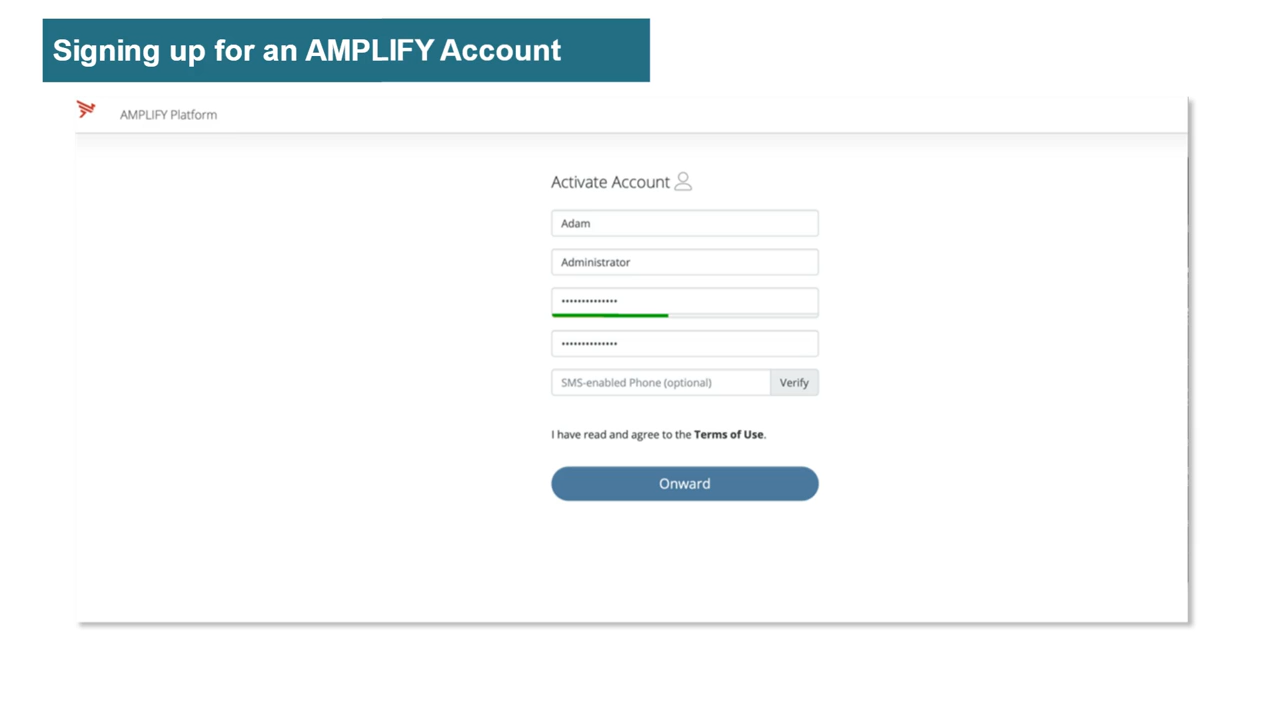 Signing up for an AMPLIFY Account
AMPLIFY Platform
Activate Account
Adam
Administrator
••••••••••••••
••••••••••••••
SMS-enabled Phone (optional)
Verify
I have read and agree to the Terms of Use.
Onward